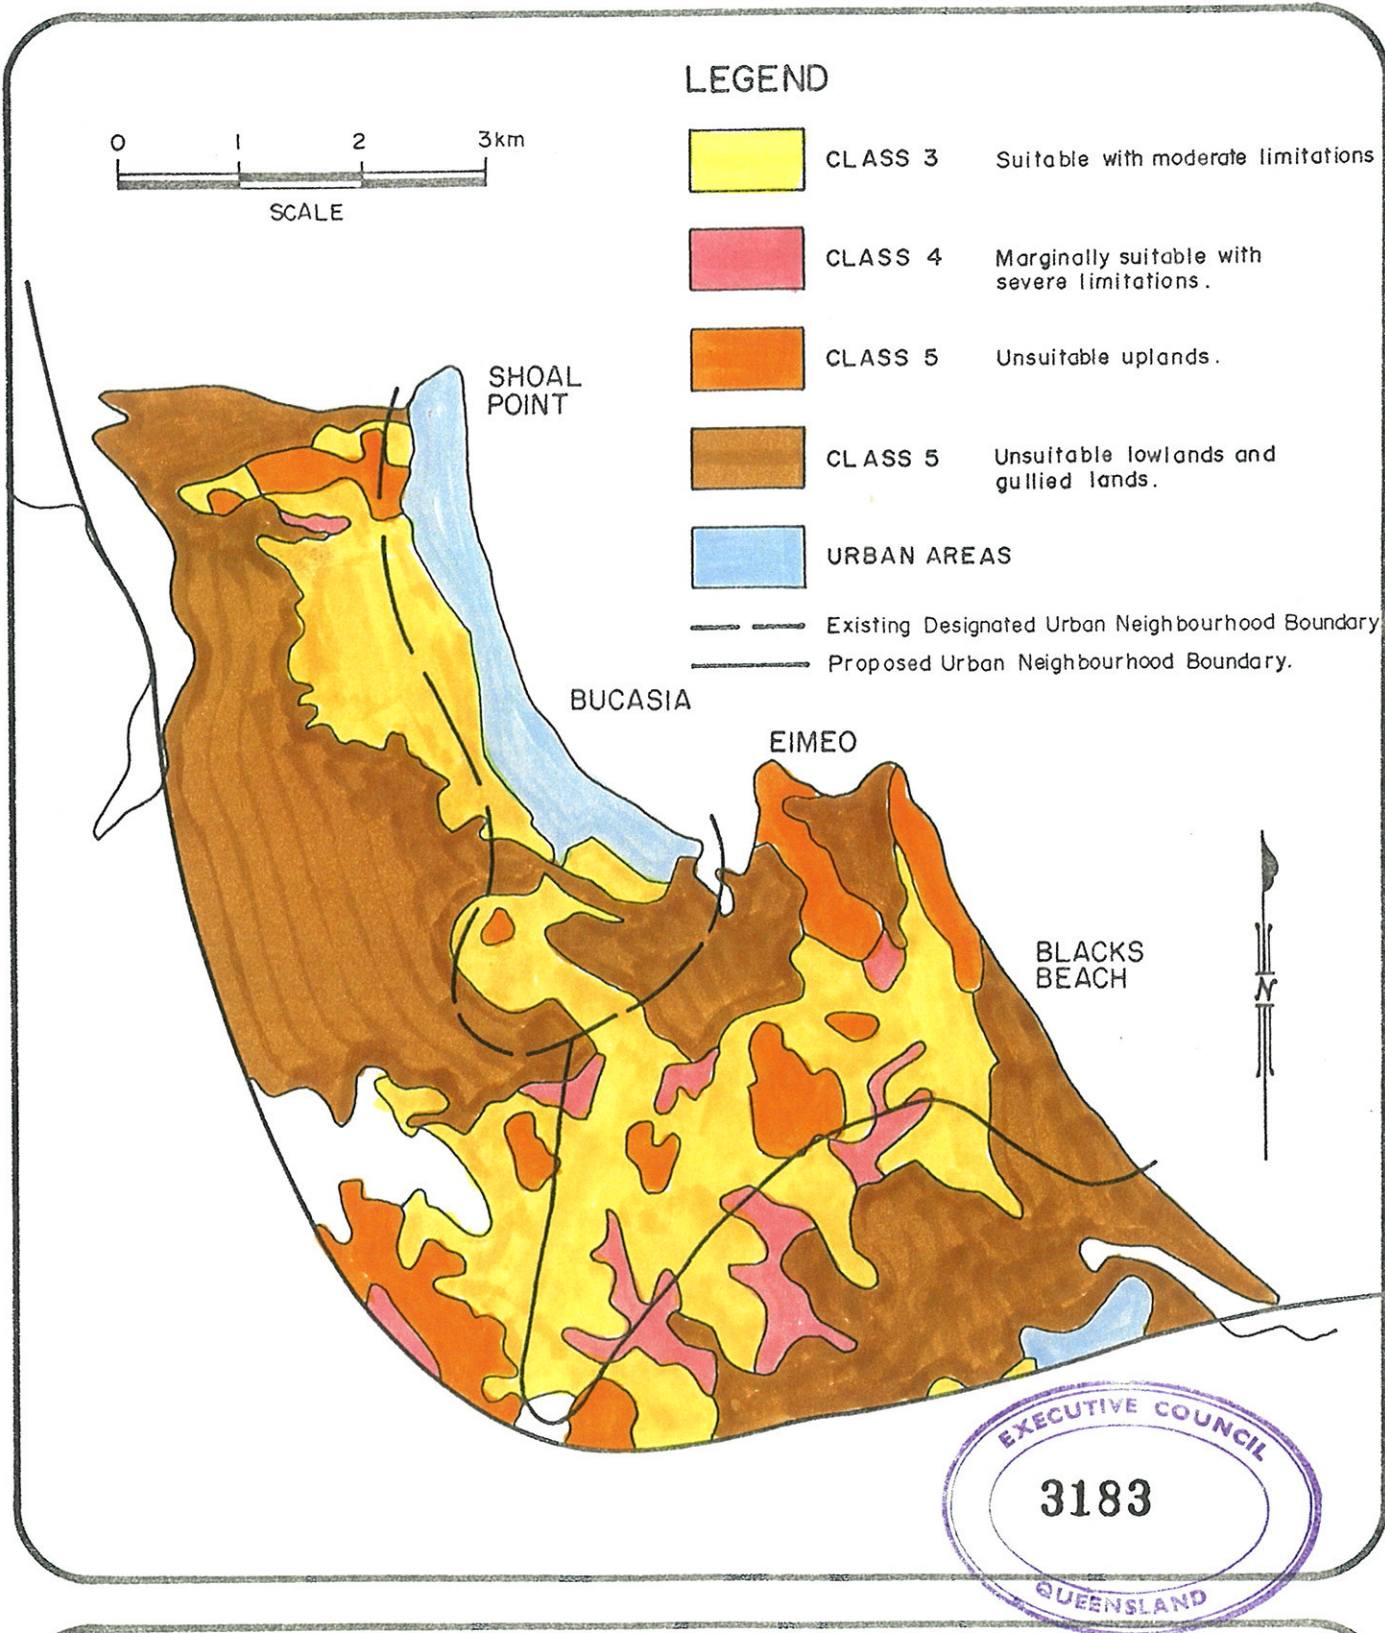 LEGEND
0 1 2 3km
SCALE
CLASS 3 Suitable with moderate limitations
CLASS 4 Marginally suitable with
severe limitations.
CLASS 5 Unsuitable uplands.
CLASS 5 Unsuitable lowlands and
gullied lands.
URBAN AREAS
Existing Designated Urban Neighbourhood Boundary
Proposed Urban Neighbourhood Boundary.
SHOAL
POINT
BUCASIA
EIMEO
BLACKS
BEACH
N
EXECUTIVE COUNCIL
3183
QUEENSLAND